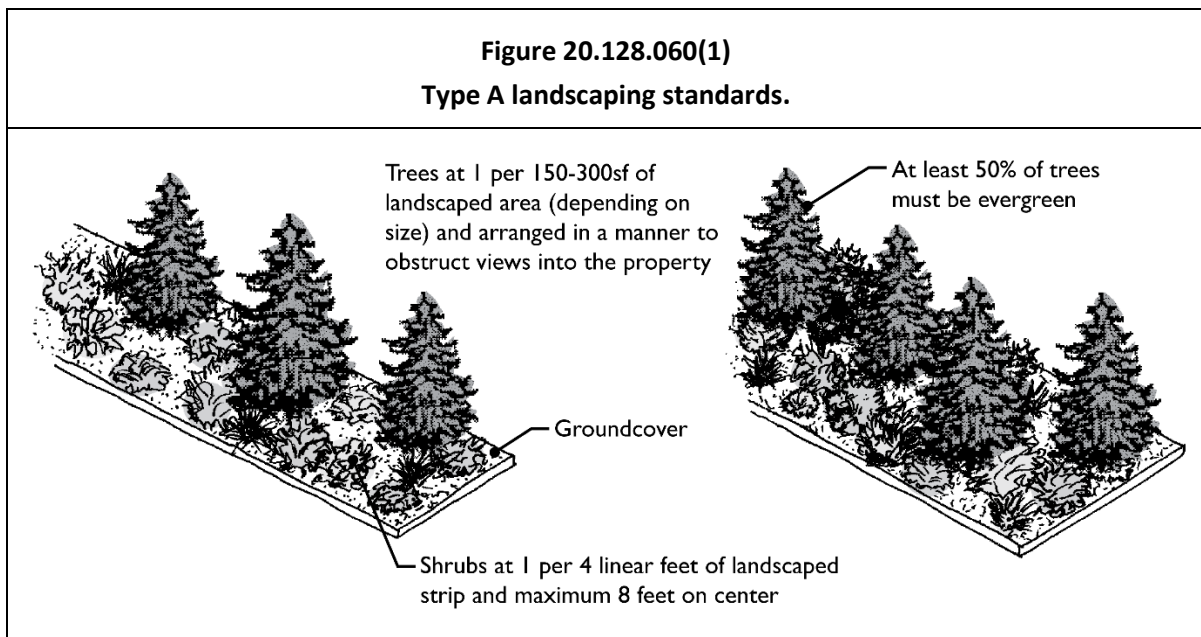 Figure 20.128.060(1)
Type A landscaping standards.
Trees at 1 per 150-300sf of
landscaped area (depending on
size) and arranged in a manner to
obstruct views into the property
At least 50% of trees
must be evergreen
Groundcover
Shrubs at 1 per 4 linear feet of landscaped
strip and maximum 8 feet on center